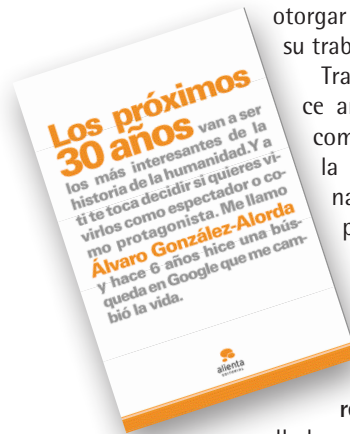 otorgar
su trab
Tra
ce a
com
la
na
p
Los próximos
30 años van a ser
los más interesantes de la
historia de la humanidad. Y a
ti te toca decidir si quieres vi-
virlos como espectador o co-
mo protagonista. Me llamo
Álvaro González-Alorda
y hace 6 años hice una bús-
queda en Google que me cam-
bió la vida.
alienta
EDITORIAL